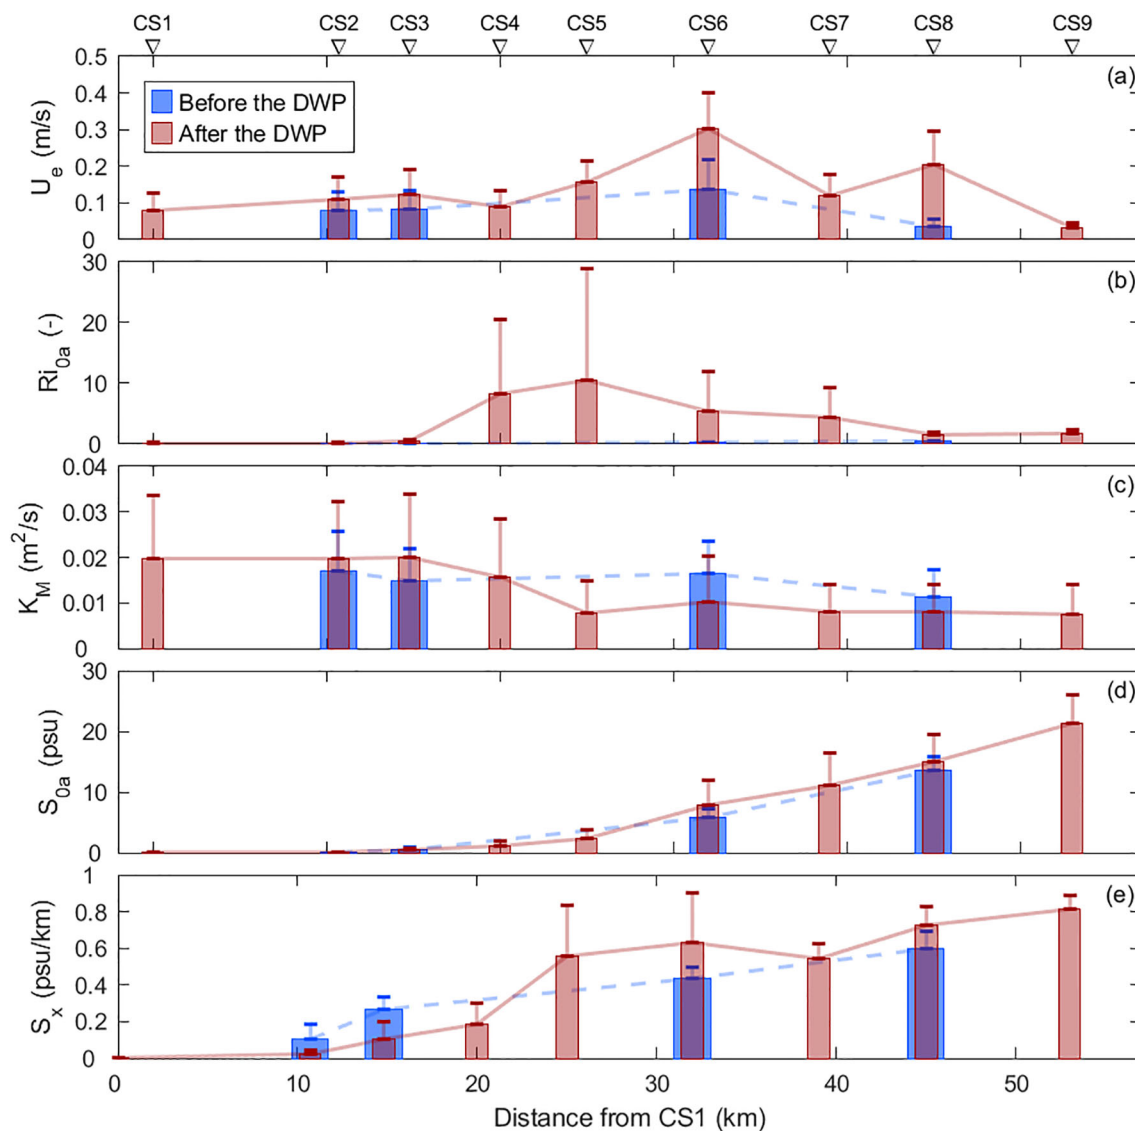 CS1 CS2 CS3 CS4 CS5 CS6 CS7 CS8 CS9
(a)
0.5
0.4
0.3
0.2
0.1
0
U_e (m/s)
Before the DWP
After the DWP
(b)
30
20
10
0
Ri_0a (-)
(c)
0.04
0.03
0.02
0.01
0
K_M (m²/s)
(d)
30
20
10
0
S_0a (psu)
(e)
1
0.8
0.6
0.4
0.2
0
S_x (psu/km)
0 10 20 30 40 50
Distance from CS1 (km)